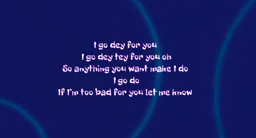 I go dey for you
I go dey tey for you oh
So anything you want make I do
I go do
If I'm too bad for you let me know